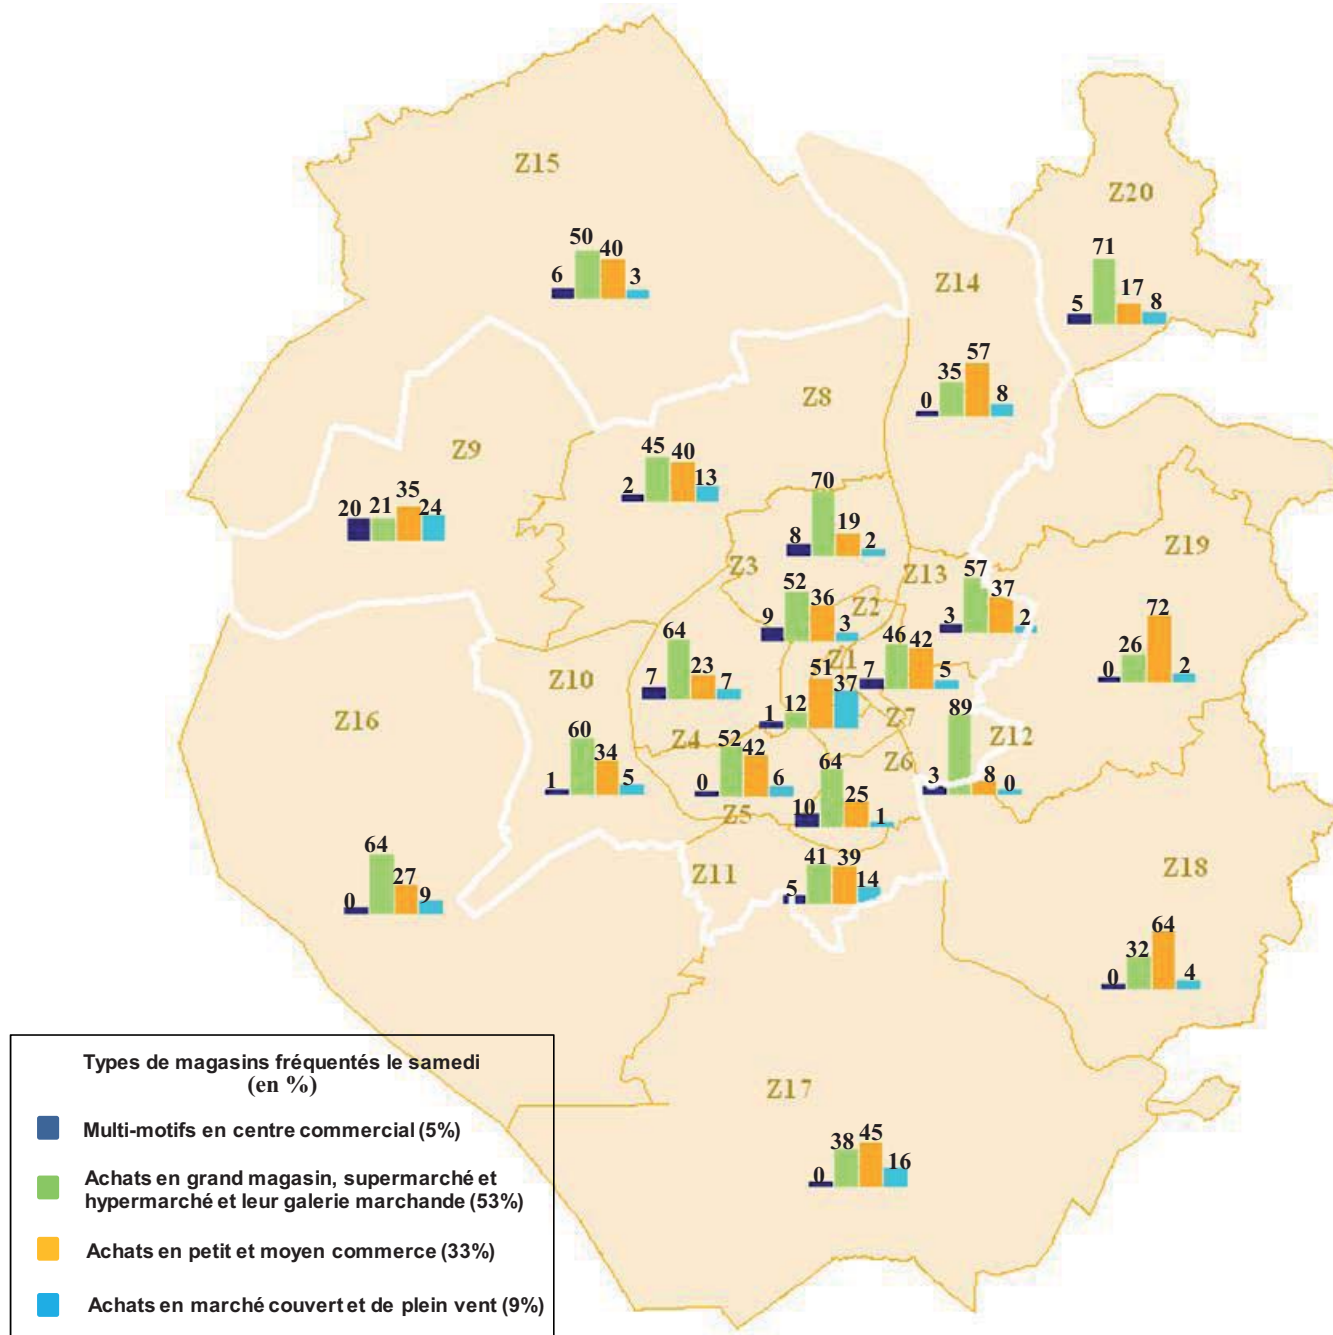 Z15
50
40
6
3
Z20
71
17
8
5
Z14
57
35
8
0
Z8
45
40
13
2
Z9
35
20
21
24
70
19
8
2
Z3
Z13
57
37
3
2
Z19
72
26
0
2
52
36
9
3
Z2
Z1
46
42
7
5
64
23
7
7
Z10
51
37
12
1
Z7
89
Z12
3
8
0
Z16
60
34
1
5
Z4
52
42
0
6
Z5
64
Z6
25
10
1
Z11
41
39
14
5
64
27
9
0
Z18
64
32
0
4
Z17
38
45
16
0
Types de magasins fréquentés le samedi
(en %)
Multi-motifs en centre commercial (5%)
Achats en grand magasin, supermarché et
hypermarché et leur galerie marchande (53%)
Achats en petit et moyen commerce (33%)
Achats en marché couvert et de plein vent (9%)